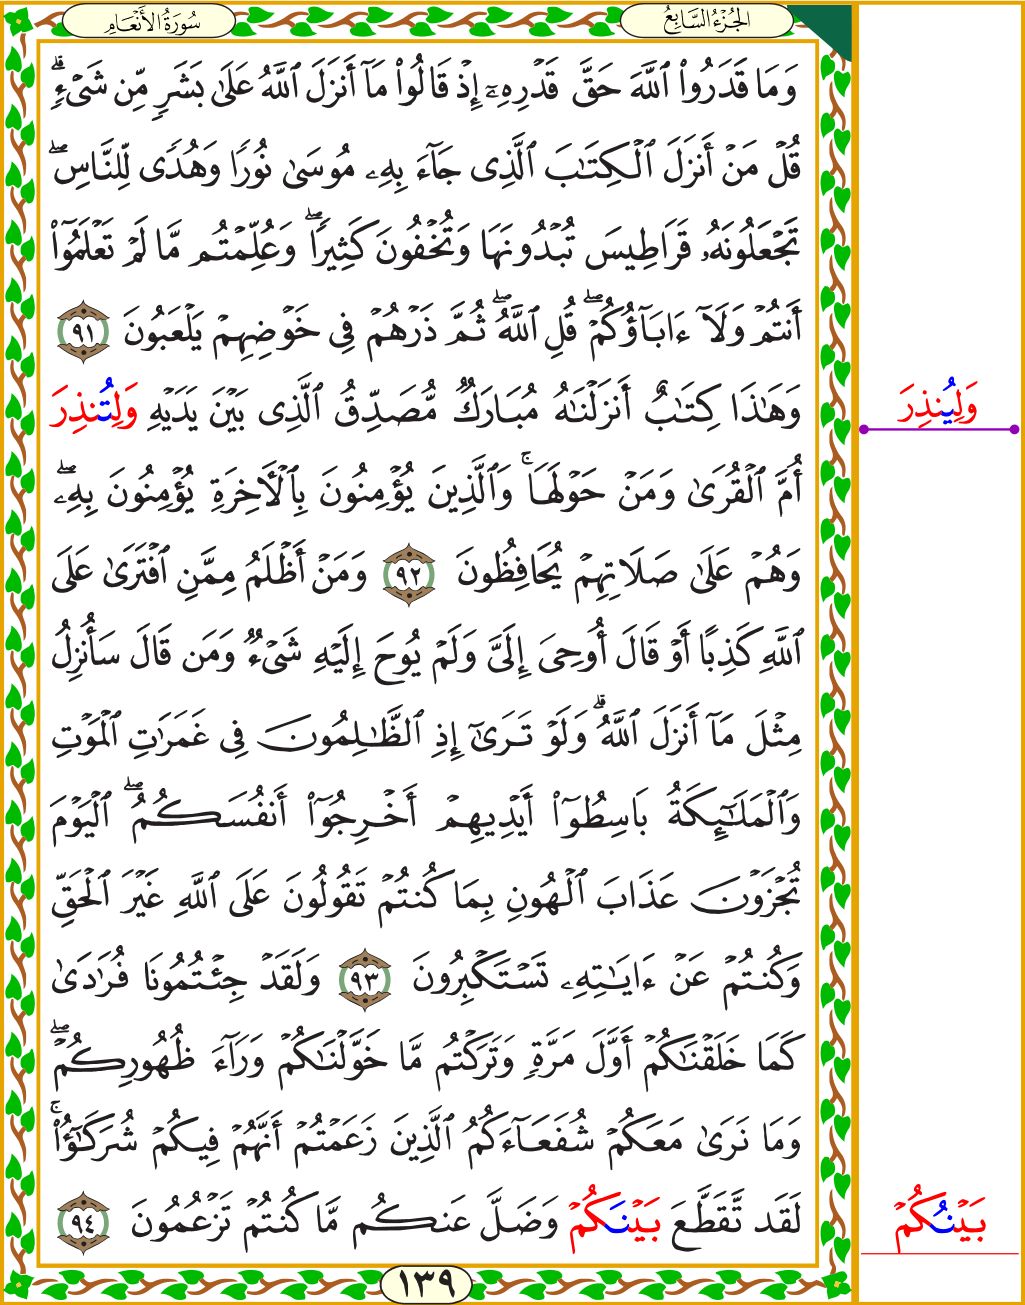 سُورَةُ الأَنْعَامِ
الجُزْءُ السَّابِعُ
وَمَا قَدَرُوا۟ ٱللَّهَ حَقَّ قَدْرِهِۦٓ إِذْ قَالُوا۟ مَآ أَنزَلَ ٱللَّهُ عَلَىٰ بَشَرٍ مِّن شَىْءٍ ۗ
قُلْ مَنْ أَنزَلَ ٱلْكِتَـٰبَ ٱلَّذِى جَآءَ بِهِۦ مُوسَىٰ نُورًا وَهُدًى لِّلنَّاسِ ۖ
تَجْعَلُونَهُۥ قَرَاطِيسَ تُبْدُونَهَا وَتُخْفُونَ كَثِيرًا ۖ وَعُلِّمْتُم مَّا لَمْ تَعْلَمُوٓا۟
أَنتُمْ وَلَآ ءَابَآؤُكُمْ ۖ قُلِ ٱللَّهُ ۖ ثُمَّ ذَرْهُمْ فِى خَوْضِهِمْ يَلْعَبُونَ ٩١
وَهَـٰذَا كِتَـٰبٌ أَنزَلْنَـٰهُ مُبَارَكٌ مُّصَدِّقُ ٱلَّذِى بَيْنَ يَدَيْهِ وَلِتُنذِرَ
وَلِيُنذِرَ
أُمَّ ٱلْقُرَىٰ وَمَنْ حَوْلَهَا ۚ وَٱلَّذِينَ يُؤْمِنُونَ بِٱلْـَٔاخِرَةِ يُؤْمِنُونَ بِهِۦ ۖ
وَهُمْ عَلَىٰ صَلَاتِهِمْ يُحَافِظُونَ ٩٢ وَمَنْ أَظْلَمُ مِمَّنِ ٱفْتَرَىٰ عَلَى
ٱللَّهِ كَذِبًا أَوْ قَالَ أُوحِىَ إِلَىَّ وَلَمْ يُوحَ إِلَيْهِ شَىْءٌ وَمَن قَالَ سَأُنزِلُ
مِثْلَ مَآ أَنزَلَ ٱللَّهُ ۗ وَلَوْ تَرَىٰٓ إِذِ ٱلظَّـٰلِمُونَ فِى غَمَرَٰتِ ٱلْمَوْتِ
وَٱلْمَلَـٰٓئِكَةُ بَاسِطُوٓا۟ أَيْدِيهِمْ أَخْرِجُوٓا۟ أَنفُسَكُمُ ۖ ٱلْيَوْمَ
تُجْزَوْنَ عَذَابَ ٱلْهُونِ بِمَا كُنتُمْ تَقُولُونَ عَلَى ٱللَّهِ غَيْرَ ٱلْحَقِّ
وَكُنتُمْ عَنْ ءَايَـٰتِهِۦ تَسْتَكْبِرُونَ ٩٣ وَلَقَدْ جِئْتُمُونَا فُرَٰدَىٰ
كَمَا خَلَقْنَـٰكُمْ أَوَّلَ مَرَّةٍ وَتَرَكْتُم مَّا خَوَّلْنَـٰكُمْ وَرَآءَ ظُهُورِكُمْ ۖ
وَمَا نَرَىٰ مَعَكُمْ شُفَعَآءَكُمُ ٱلَّذِينَ زَعَمْتُمْ أَنَّهُمْ فِيكُمْ شُرَكَـٰٓؤُا۟ ۚ
لَقَد تَّقَطَّعَ بَيْنَكُمْ وَضَلَّ عَنكُم مَّا كُنتُمْ تَزْعُمُونَ ٩٤
بَيْنُكُمْ
١٣٩